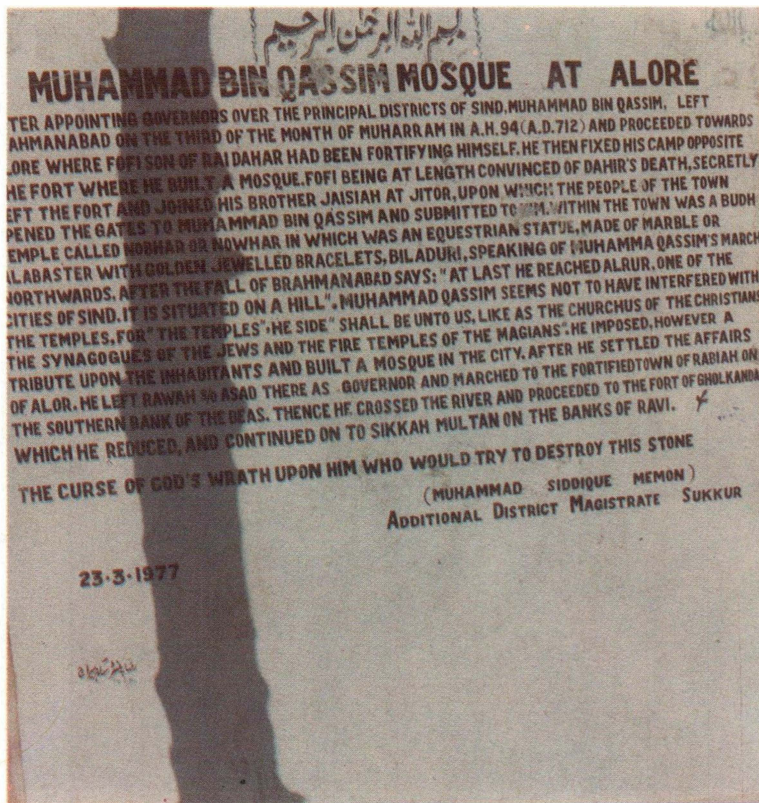 بسم الله الرحمن الرحيم
MUHAMMAD BIN QASSIM MOSQUE AT ALORE
TER APPOINTING GOVERNORS OVER THE PRINCIPAL DISTRICTS OF SIND, MUHAMMAD BIN QASSIM, LEFT
AHMANABAD ON THE THIRD OF THE MONTH OF MUHARRAM IN A.H.94(A.D.712) AND PROCEEDED TOWARDS
LORE WHERE FOFI SON OF RAI DAHAR HAD BEEN FORTIFYING HIMSELF. HE THEN FIXED HIS CAMP OPPOSITE
HE FORT WHERE HE BUILT A MOSQUE. FOFI BEING AT LENGTH CONVINCED OF DAHIR'S DEATH, SECRETLY
EFT THE FORT AND JOINED HIS BROTHER JAISIAH AT JITOR, UPON WHICH THE PEOPLE OF THE TOWN
PENED THE GATES TO MUHAMMAD BIN QASSIM AND SUBMITTED TO HIM. WITHIN THE TOWN WAS A BUDH
EMPLE CALLED NOBHAR OR NOWHAR IN WHICH WAS AN EQUESTRIAN STATUE, MADE OF MARBLE OR
ALABASTER WITH GOLDEN JEWELLED BRACELETS, BILADURI, SPEAKING OF MUHAMMA QASSIM'S MARCH
NORTHWARDS, AFTER THE FALL OF BRAHMANABAD SAYS: "AT LAST HE REACHED ALRUR, ONE OF THE
CITIES OF SIND. IT IS SITUATED ON A HILL". MUHAMMAD QASSIM SEEMS NOT TO HAVE INTERFERED WITH
THE TEMPLES, FOR "THE TEMPLES", HE SIDE" SHALL BE UNTO US, LIKE AS THE CHURCHUS OF THE CHRISTIANS
THE SYNAGOGUES OF THE JEWS AND THE FIRE TEMPLES OF THE MAGIANS". HE IMPOSED, HOWEVER A
TRIBUTE UPON THE INHABITANTS AND BUILT A MOSQUE IN THE CITY. AFTER HE SETTLED THE AFFAIRS
OF ALOR, HE LEFT RAWAH S/O ASAD THERE AS GOVERNOR AND MARCHED TO THE FORTIFIEDTOWN OF RABIAH ON
THE SOUTHERN BANK OF THE BEAS. THENCE HE CROSSED THE RIVER AND PROCEEDED TO THE FORT OF GHOLKANDA
WHICH HE REDUCED, AND CONTINUED ON TO SIKKAH MULTAN ON THE BANKS OF RAVI.
THE CURSE OF GOD'S WRATH UPON HIM WHO WOULD TRY TO DESTROY THIS STONE
(MUHAMMAD SIDDIQUE MEMON)
ADDITIONAL DISTRICT MAGISTRATE SUKKUR
23.3.1977